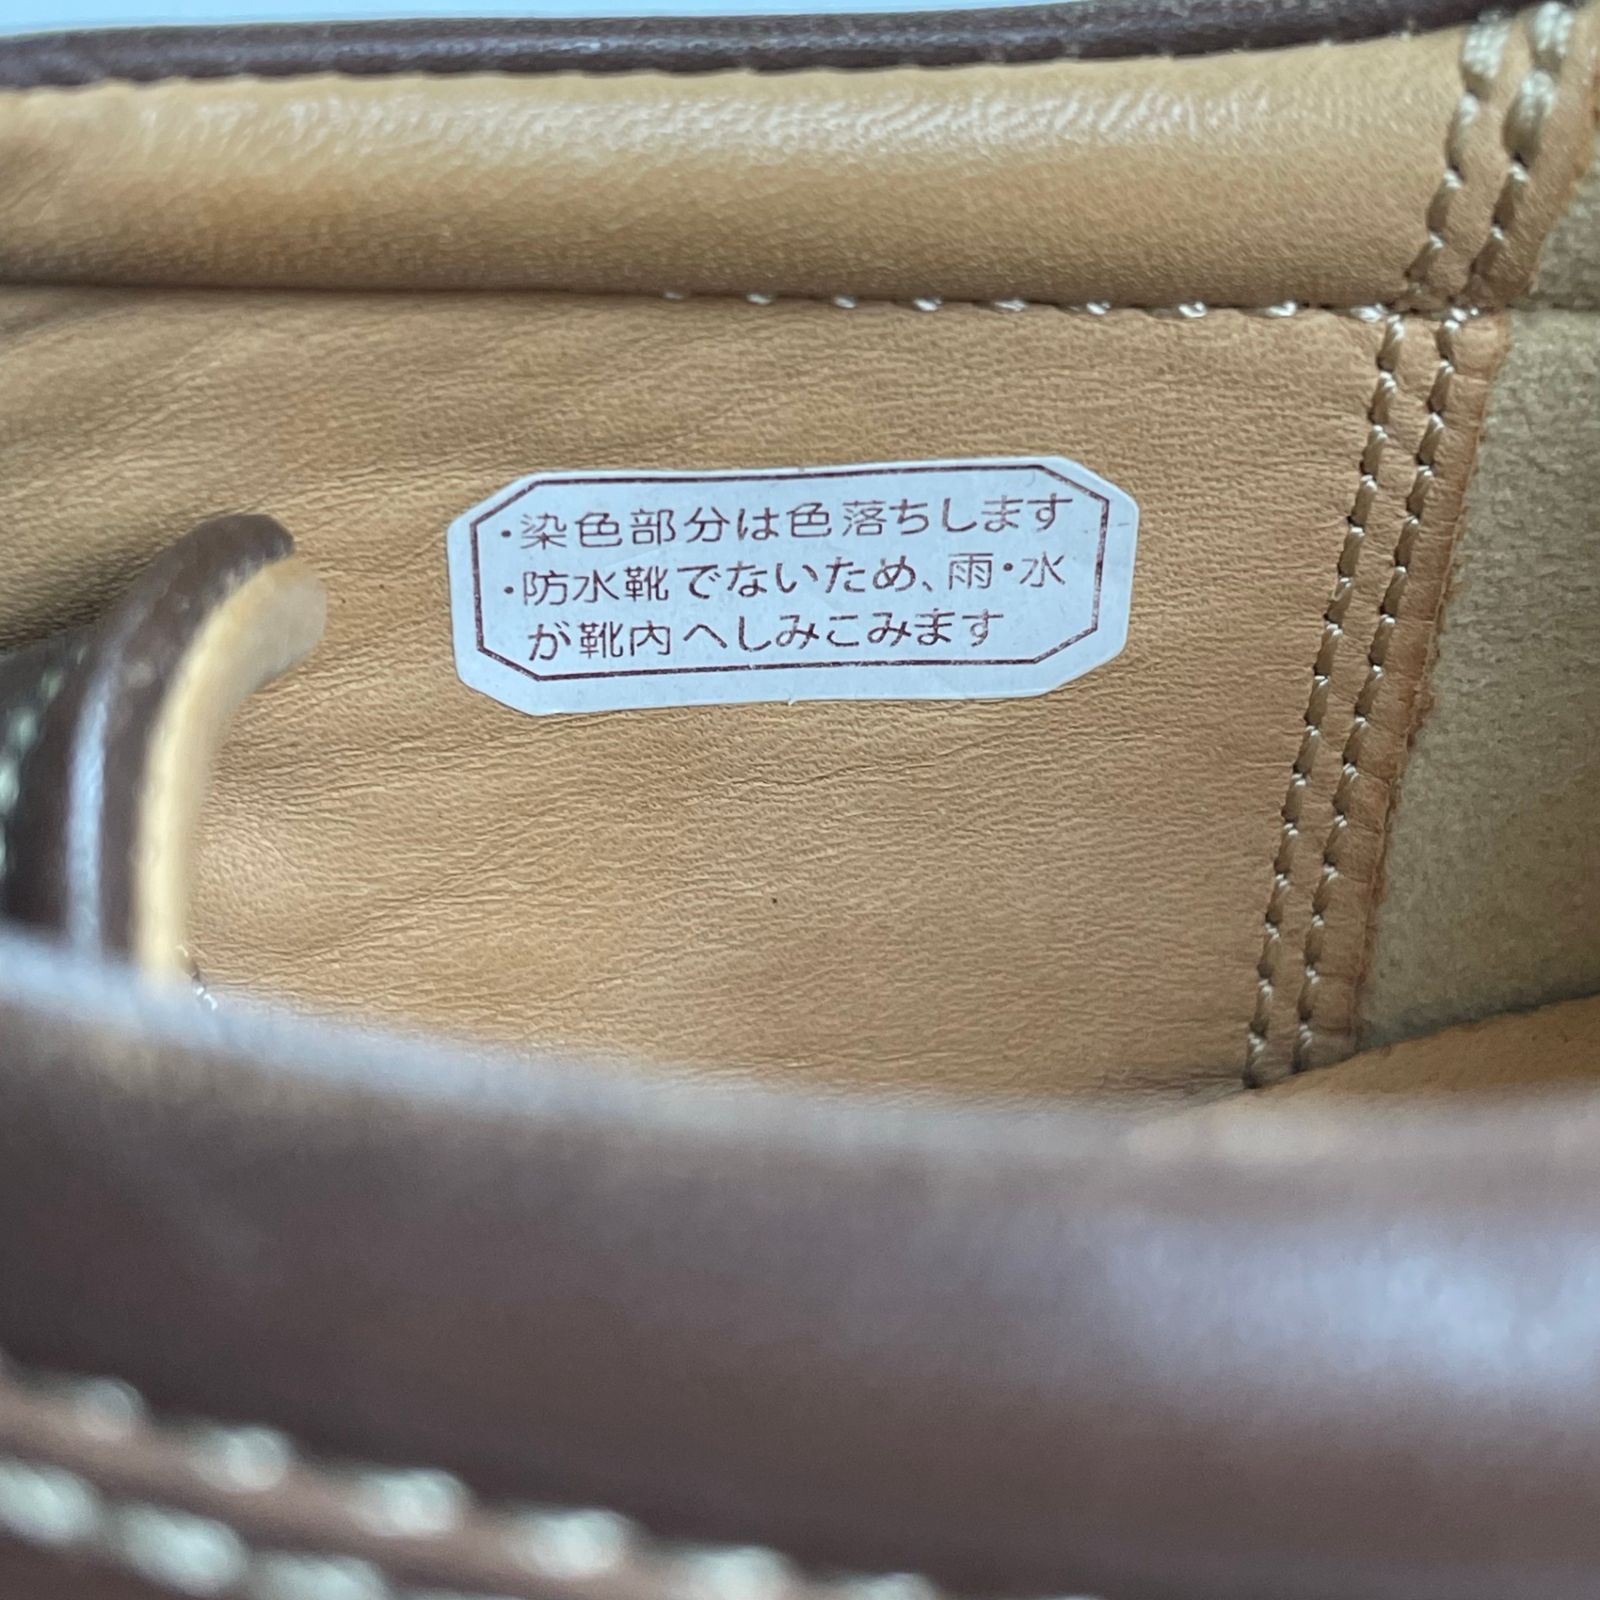 ・染色部分は色落ちします
・防水靴でないため、雨・水
が靴内へしみこみます